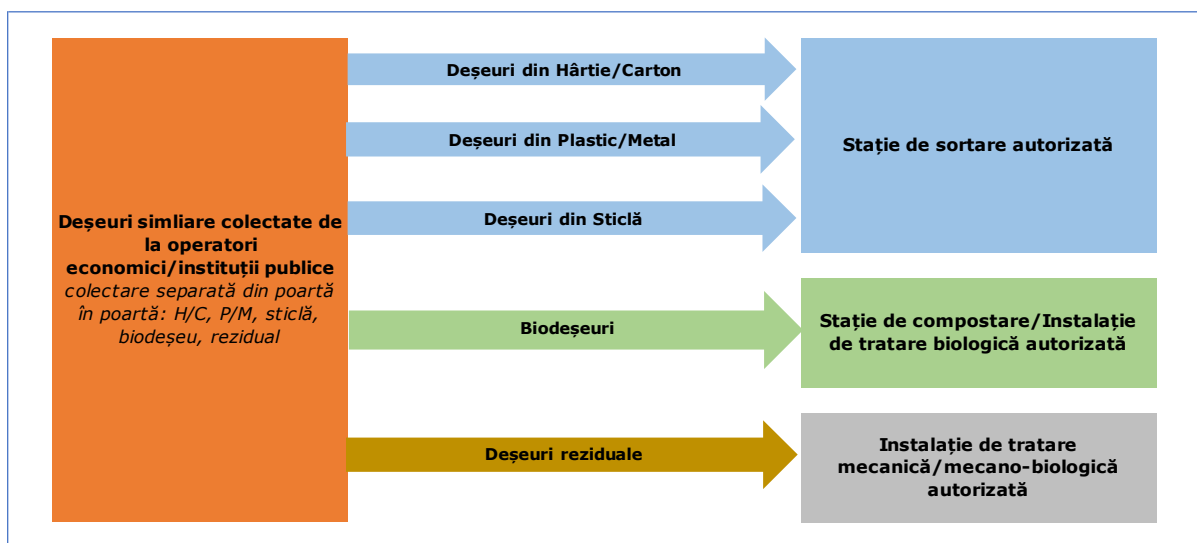 Deșeuri simliare colectate de
la operatori
economici/instituții publice
colectare separată din poartă
în poartă: H/C, P/M, sticlă,
biodeșeu, rezidual
Deșeuri din Hârtie/Carton
Deșeuri din Plastic/Metal
Deșeuri din Sticlă
Biodeșeuri
Deșeuri reziduale
Stație de sortare autorizată
Stație de compostare/Instalație
de tratare biologică autorizată
Instalație de tratare
mecanică/mecano-biologică
autorizată